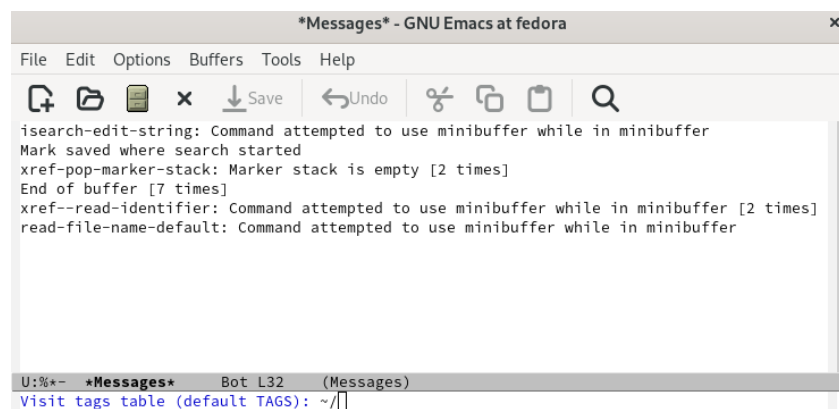 *Messages* - GNU Emacs at fedora
File Edit Options Buffers Tools Help
Save Undo
isearch-edit-string: Command attempted to use minibuffer while in minibuffer
Mark saved where search started
xref-pop-marker-stack: Marker stack is empty [2 times]
End of buffer [7 times]
xref--read-identifier: Command attempted to use minibuffer while in minibuffer [2 times]
read-file-name-default: Command attempted to use minibuffer while in minibuffer
U:%*- *Messages* Bot L32 (Messages)
Visit tags table (default TAGS): ~/